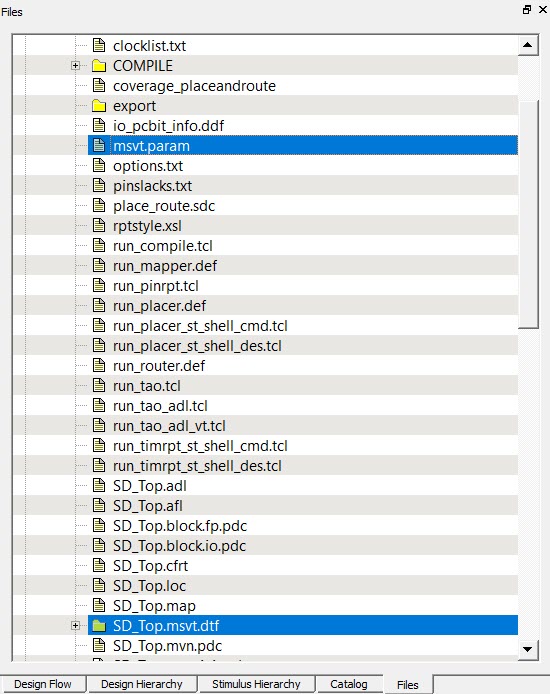 Files
clocklist.txt
COMPILE
coverage_placeandroute
export
io_pcbit_info.ddf
msvt.param
options.txt
pinslacks.txt
place_route.sdc
rptstyle.xsl
run_compile.tcl
run_mapper.def
run_pinrpt.tcl
run_placer.def
run_placer_st_shell_cmd.tcl
run_placer_st_shell_des.tcl
run_router.def
run_tao.tcl
run_tao_adl.tcl
run_tao_adl_vt.tcl
run_timrpt_st_shell_cmd.tcl
run_timrpt_st_shell_des.tcl
SD_Top.adl
SD_Top.afl
SD_Top.block.fp.pdc
SD_Top.block.io.pdc
SD_Top.cfrt
SD_Top.loc
SD_Top.map
SD_Top.msvt.dtf
SD_Top.mvn.pdc
Design Flow Design Hierarchy Stimulus Hierarchy Catalog Files